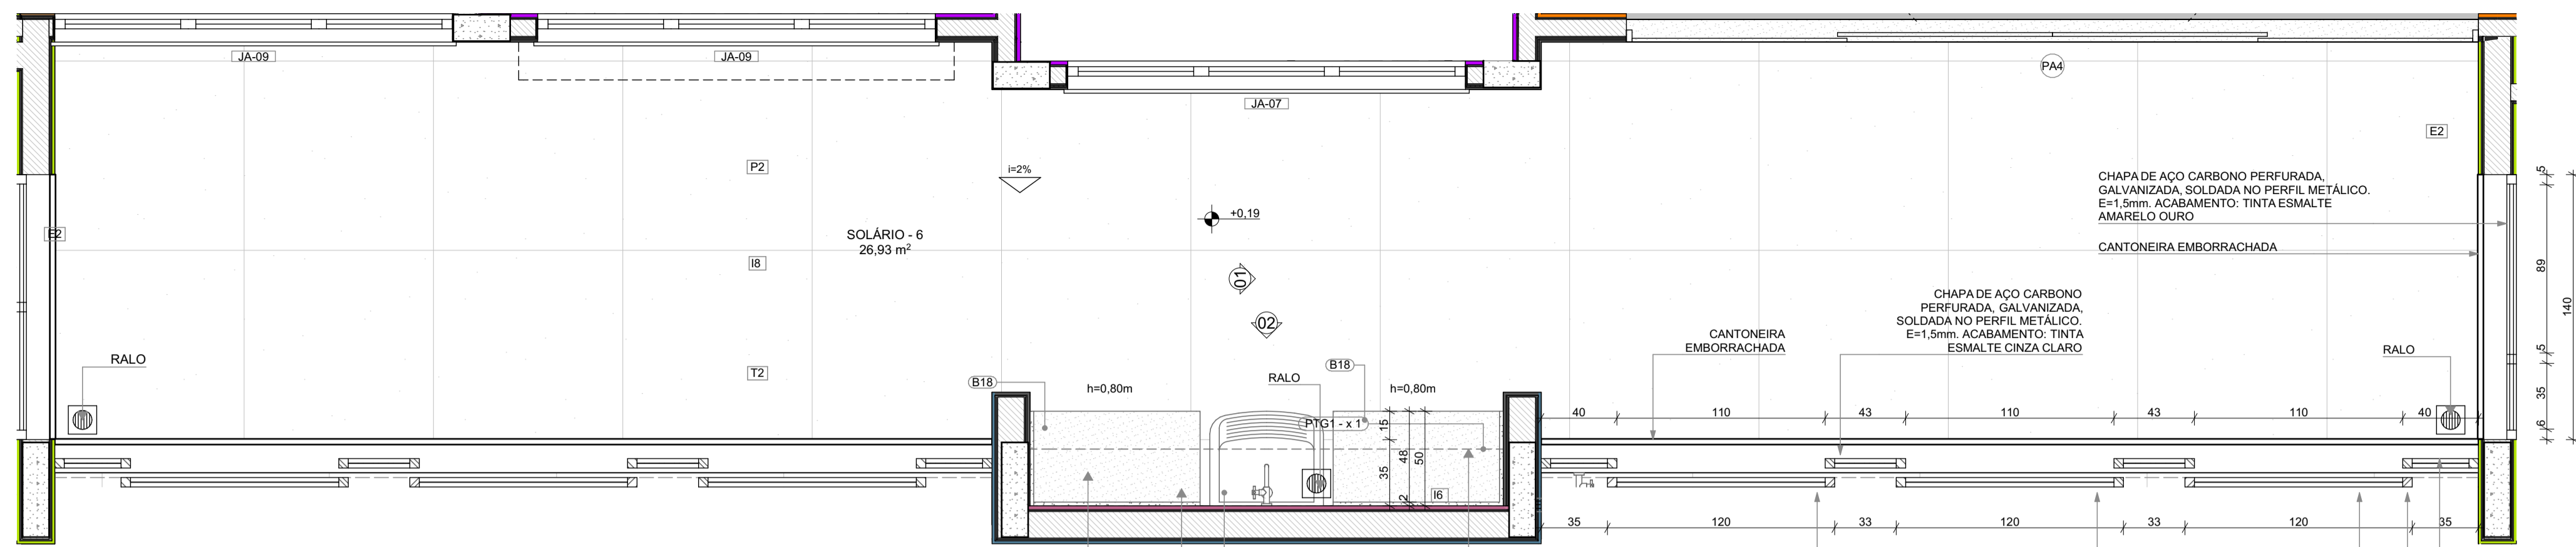 JA-09
JA-09
JA-07
PA4
E2
P2
i=2%
+0,19
SOLÁRIO - 6
26,93 m²
E2
I8
01
02
T2
RALO
CHAPA DE AÇO CARBONO PERFURADA,
GALVANIZADA, SOLDADA NO PERFIL METÁLICO.
E=1,5mm. ACABAMENTO: TINTA ESMALTE
AMARELO OURO
CANTONEIRA EMBORRACHADA
CHAPA DE AÇO CARBONO
PERFURADA, GALVANIZADA,
SOLDADA NO PERFIL METÁLICO.
E=1,5mm. ACABAMENTO: TINTA
ESMALTE CINZA CLARO
CANTONEIRA
EMBORRACHADA
RALO
B18
h=0,80m
RALO
B18
h=0,80m
PTG1 - x 1
15
48
50
35
2
I6
40
110
43
110
43
110
40
35
120
33
120
33
120
35
5
89
140
5
35
6